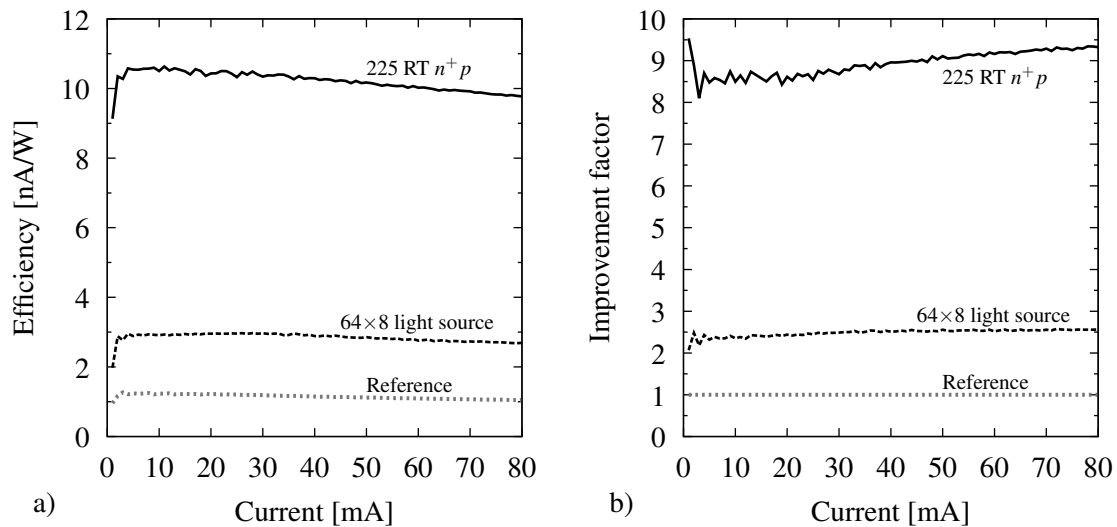 12
10
8
6
4
2
0
Efficiency [nA/W]
225 RT n⁺p
64×8 light source
Reference
0 10 20 30 40 50 60 70 80
Current [mA]
a)
10
9
8
7
6
5
4
3
2
1
0
Improvement factor
225 RT n⁺p
64×8 light source
Reference
0 10 20 30 40 50 60 70 80
Current [mA]
b)